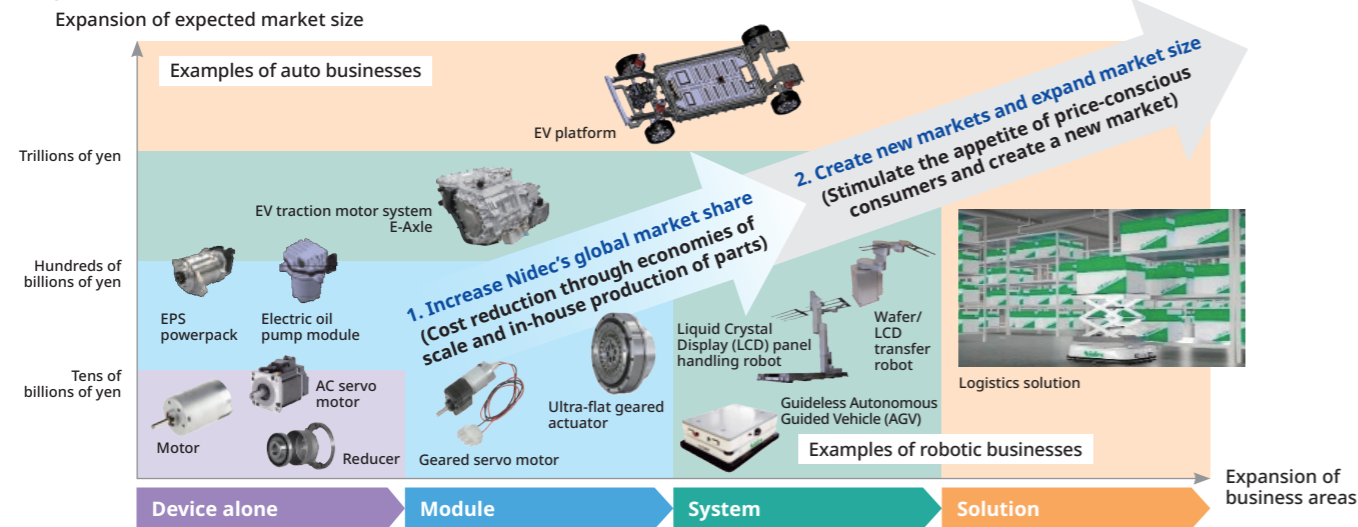 Expansion of expected market size
Examples of auto businesses
EV platform
2. Create new markets and expand market size
(Stimulate the appetite of price-conscious
consumers and create a new market)
Trillions of yen
EV traction motor system
E-Axle
1. Increase Nidec's global market share
(Cost reduction through economies of
scale and in-house production of parts)
Hundreds of
billions of yen
EPS
powerpack
Electric oil
pump module
Liquid Crystal
Display (LCD) panel
handling robot
Wafer/
LCD
transfer
robot
Nidec
Logistics solution
Tens of
billions of yen
AC servo
motor
Motor
Reducer
Ultra-flat geared
actuator
Geared servo motor
Guideless Autonomous
Guided Vehicle (AGV)
Examples of robotic businesses
Expansion of
business areas
Device alone
Module
System
Solution